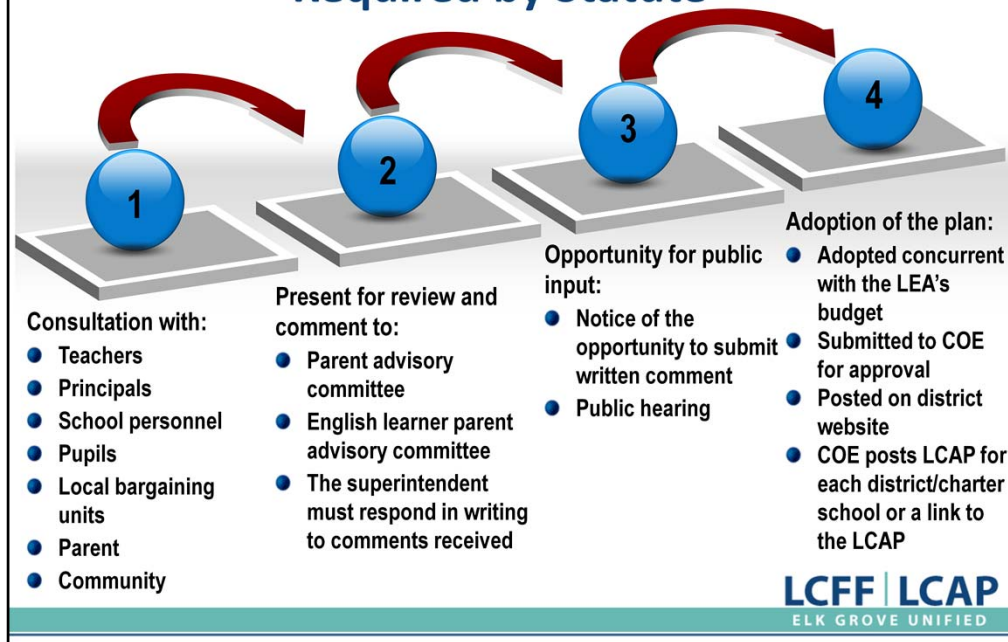 Required by Statute
1
2
3
4
Consultation with:
Teachers
Principals
School personnel
Pupils
Local bargaining
units
Parent
Community
Present for review and
comment to:
Parent advisory
committee
English learner parent
advisory committee
The superintendent
must respond in writing
to comments received
Opportunity for public
input:
Notice of the
opportunity to submit
written comment
Public hearing
Adoption of the plan:
Adopted concurrent
with the LEA's
budget
Submitted to COE
for approval
Posted on district
website
COE posts LCAP for
each district/charter
school or a link to
the LCAP
LCFF LCAP
ELK GROVE UNIFIED